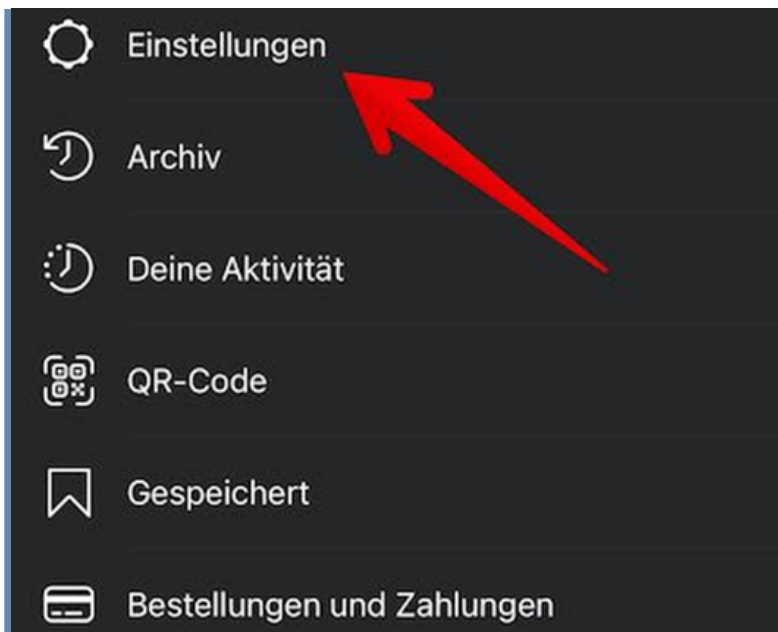 Einstellungen
Archiv
Deine Aktivität
QR-Code
Gespeichert
Bestellungen und Zahlungen